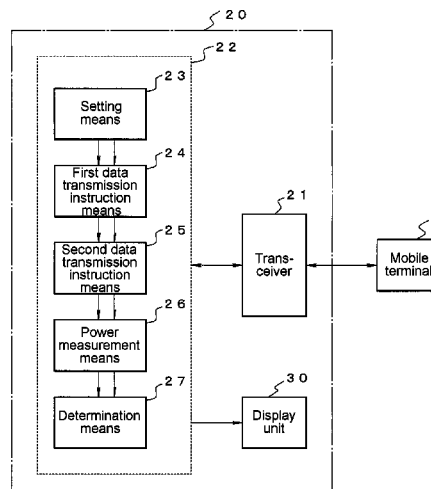 20
22
23
Setting
means
24
First data
transmission
instruction
means
25
Second data
transmission
instruction
means
26
Power
measurement
means
27
Determination
means
21
Trans-
ceiver
Mobile
terminal
30
Display
unit